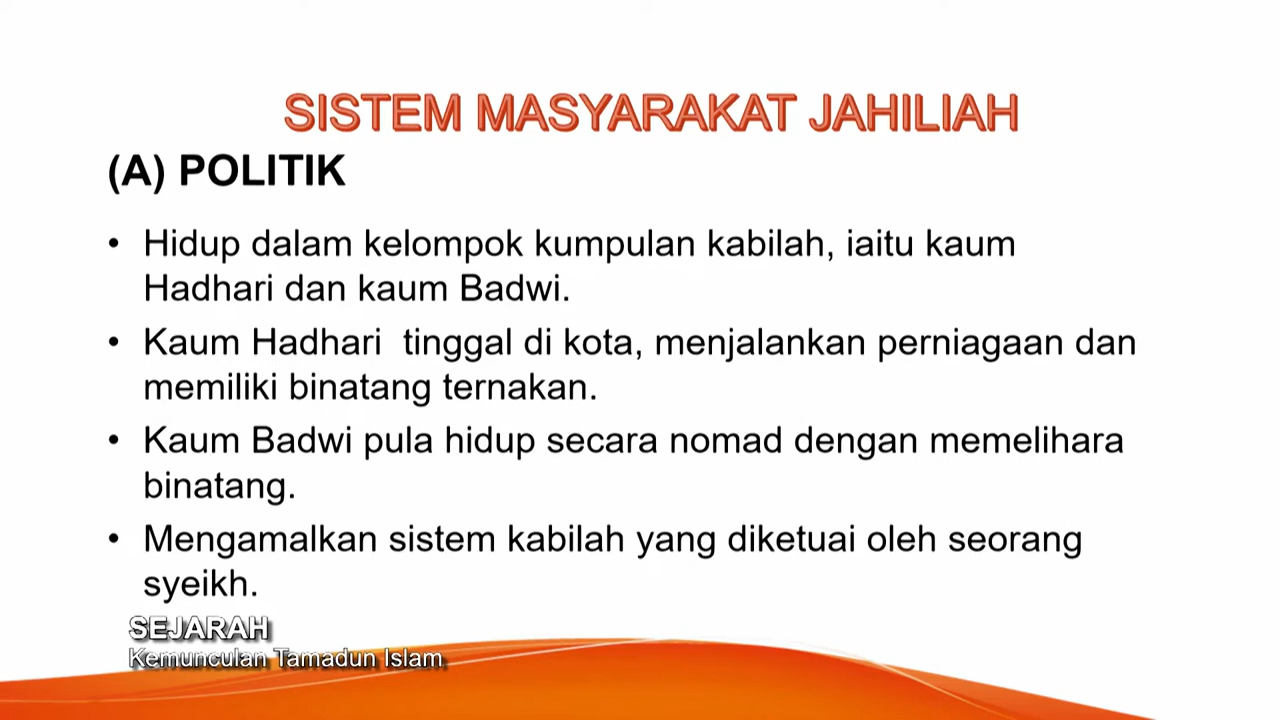 SISTEM MASYARAKAT JAHILIAH
(A) POLITIK
• Hidup dalam kelompok kumpulan kabilah, iaitu kaum
Hadhari dan kaum Badwi.
• Kaum Hadhari  tinggal di kota, menjalankan perniagaan dan
memiliki binatang ternakan.
• Kaum Badwi pula hidup secara nomad dengan memelihara
binatang.
• Mengamalkan sistem kabilah yang diketuai oleh seorang
syeikh.
SEJARAH
Kemunculan Tamadun Islam